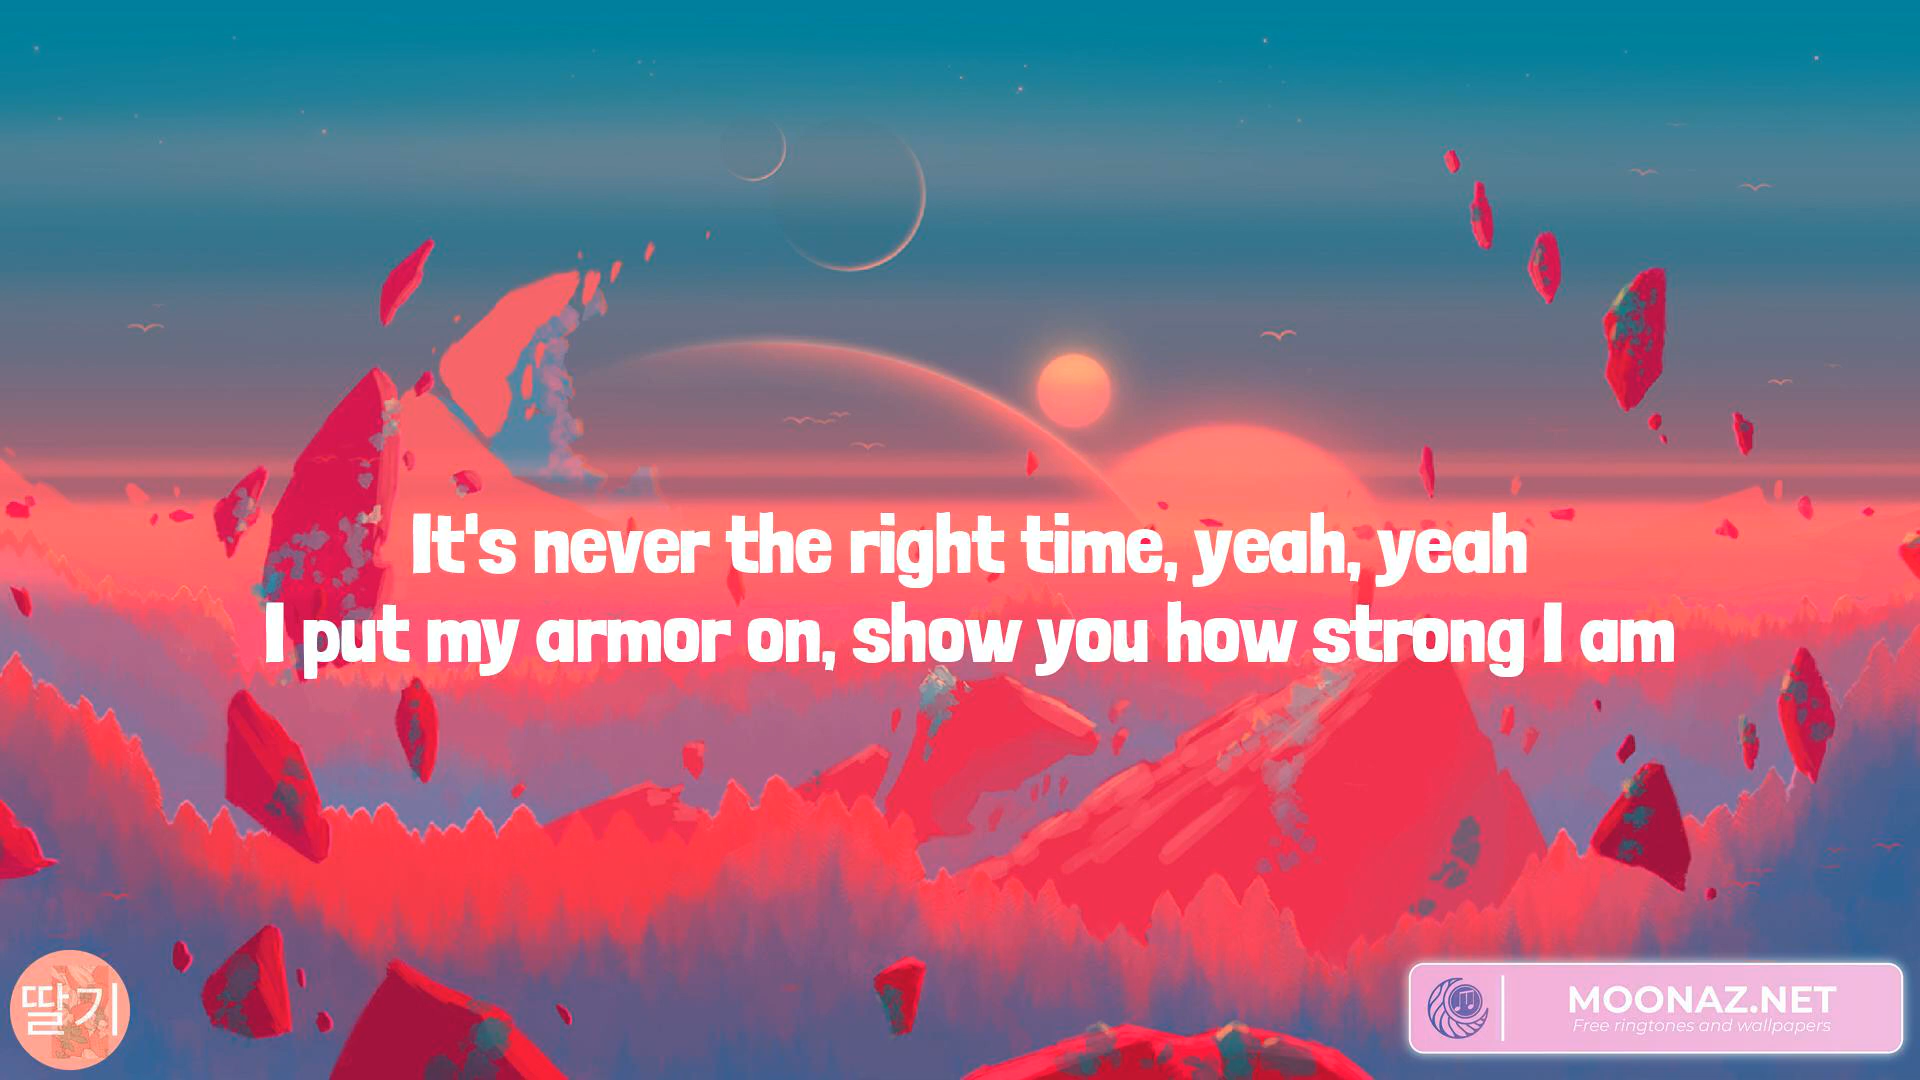 It's never the right time, yeah, yeah
I put my armor on, show you how strong I am
딸기
MOONAZ.NET
Free ringtones and wallpapers